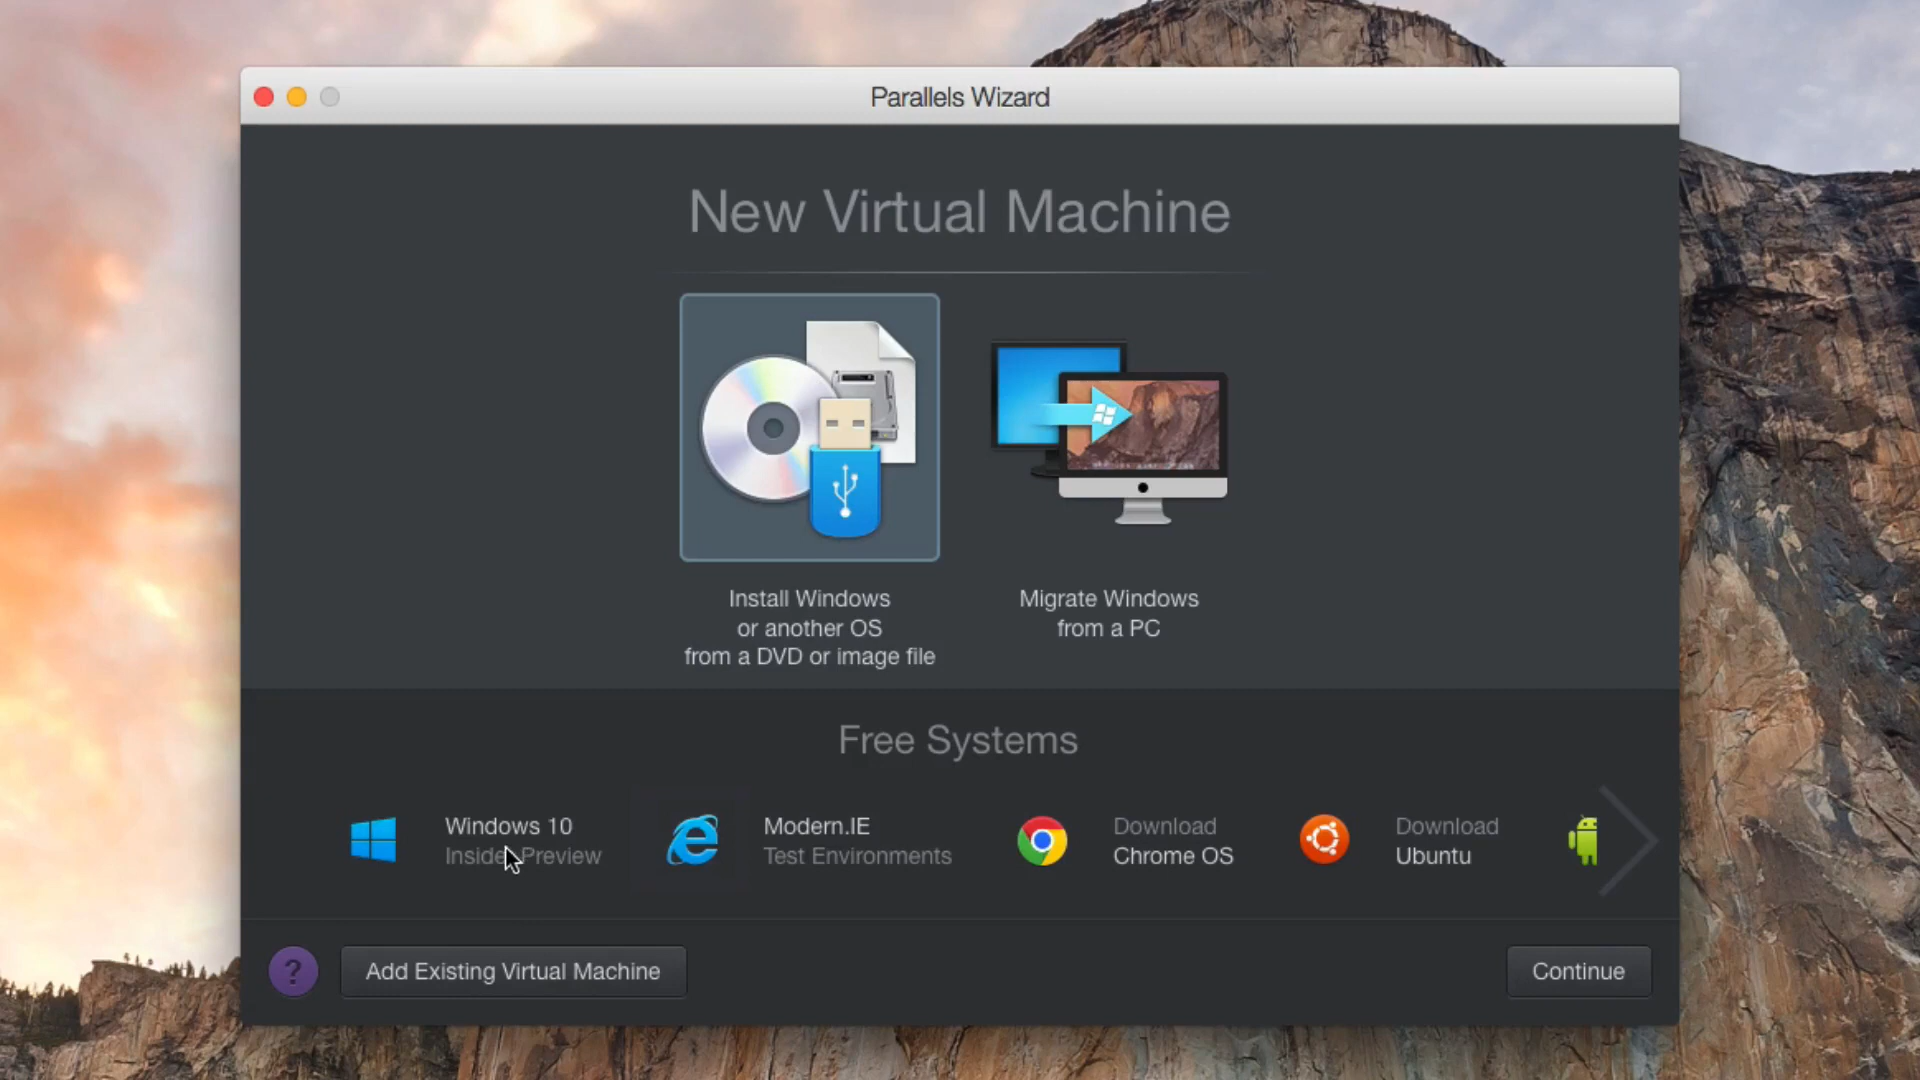 Parallels Wizard
New Virtual Machine
Install Windows
or another OS
from a DVD or image file
Migrate Windows
from a PC
Free Systems
Windows 10
Insider Preview
Modern.IE
Test Environments
Download
Chrome OS
Download
Ubuntu
?
Add Existing Virtual Machine
Continue